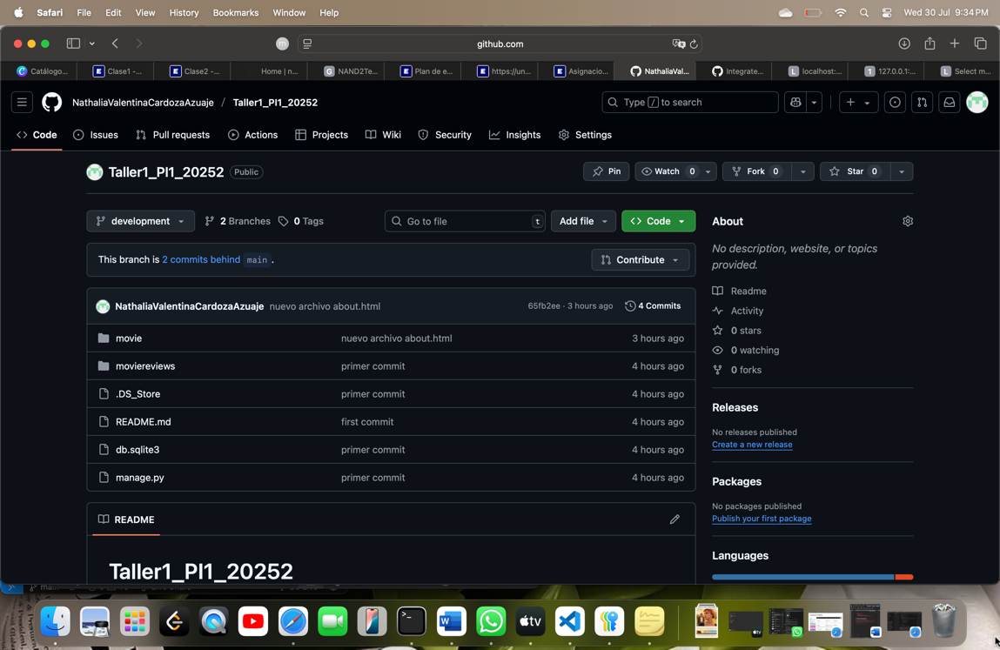 Safari File Edit View History Bookmarks Window Help Wed 30 Jul 9:34 PM
m github.com
Catálogo... Clase1 -... Clase2 -... Home | n... NAND2Te... Plan de e... https://un... Asignacio... NathaliaVal... Integrate... localhost:... 127.0.0.1:... Select m...
NathaliaValentinaCardozaAzuaje / Taller1_PI1_20252 Type / to search
Code Issues Pull requests Actions Projects Wiki Security Insights Settings
Taller1_PI1_20252 Public Pin Watch 0 Fork 0 Star 0
development 2 Branches 0 Tags Go to file t Add file Code
This branch is 2 commits behind main . Contribute
NathaliaValentinaCardozaAzuaje nuevo archivo about.html 65fb2ee · 3 hours ago 4 Commits
movie nuevo archivo about.html 3 hours ago
moviereviews primer commit 4 hours ago
.DS_Store primer commit 4 hours ago
README.md first commit 4 hours ago
db.sqlite3 primer commit 4 hours ago
manage.py primer commit 4 hours ago
README
Taller1_PI1_20252
About
No description, website, or topics
provided.
Readme
Activity
0 stars
0 watching
0 forks
Releases
No releases published
Create a new release
Packages
No packages published
Publish your first package
Languages